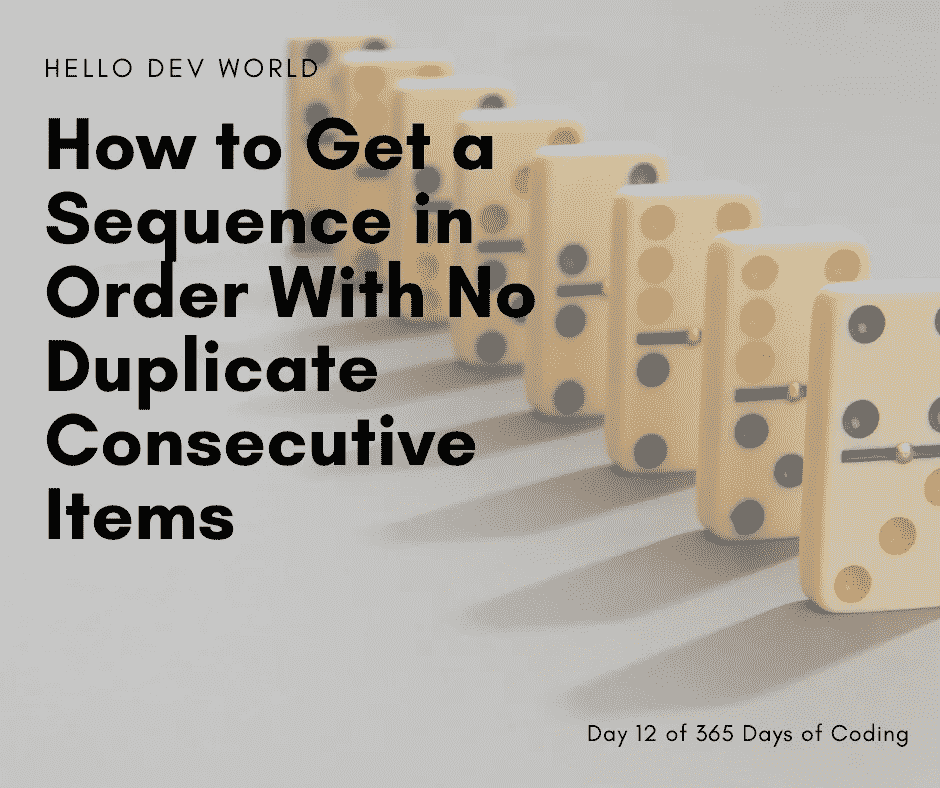 HELLO DEV WORLD
How to Get a
Sequence in
Order With No
Duplicate
Consecutive
Items
Day 12 of 365 Days of Coding